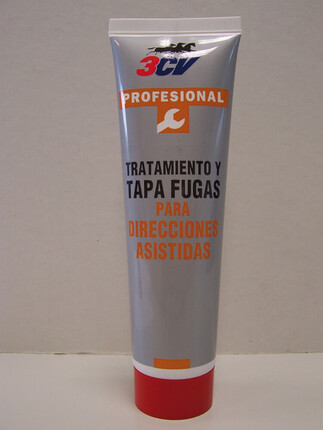 3CV
PROFESIONAL
TRATAMIENTO Y
TAPA FUGAS
PARA
DIRECCIONES
ASISTIDAS